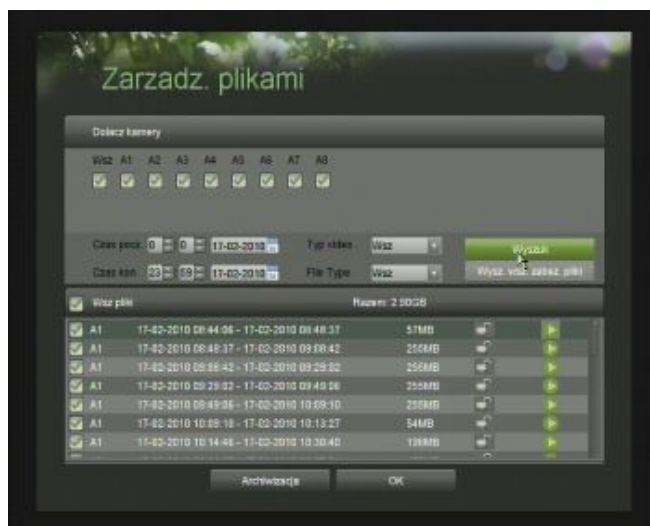 Zarzadz. plikami
Dolacz kamery
Wsz A1 A2 A3 A4 A5 A6 A7 A8
Czas pocz. 0 0 17-02-2010 Typ video Wsz Wyszuk
Czas kon. 23 59 17-02-2010 File Type Wsz Wysz. wsz. zabez. pliki
Wsz pliki Razem: 2.90GB
A1 17-02-2010 08:44:06 - 17-02-2010 08:48:37 57MB
A1 17-02-2010 08:48:37 - 17-02-2010 09:08:42 255MB
A1 17-02-2010 09:08:42 - 17-02-2010 09:29:02 256MB
A1 17-02-2010 09:29:02 - 17-02-2010 09:49:06 255MB
A1 17-02-2010 09:49:06 - 17-02-2010 10:09:10 255MB
A1 17-02-2010 10:09:10 - 17-02-2010 10:13:27 54MB
A1 17-02-2010 10:14:46 - 17-02-2010 10:30:40
Archiwizacja OK